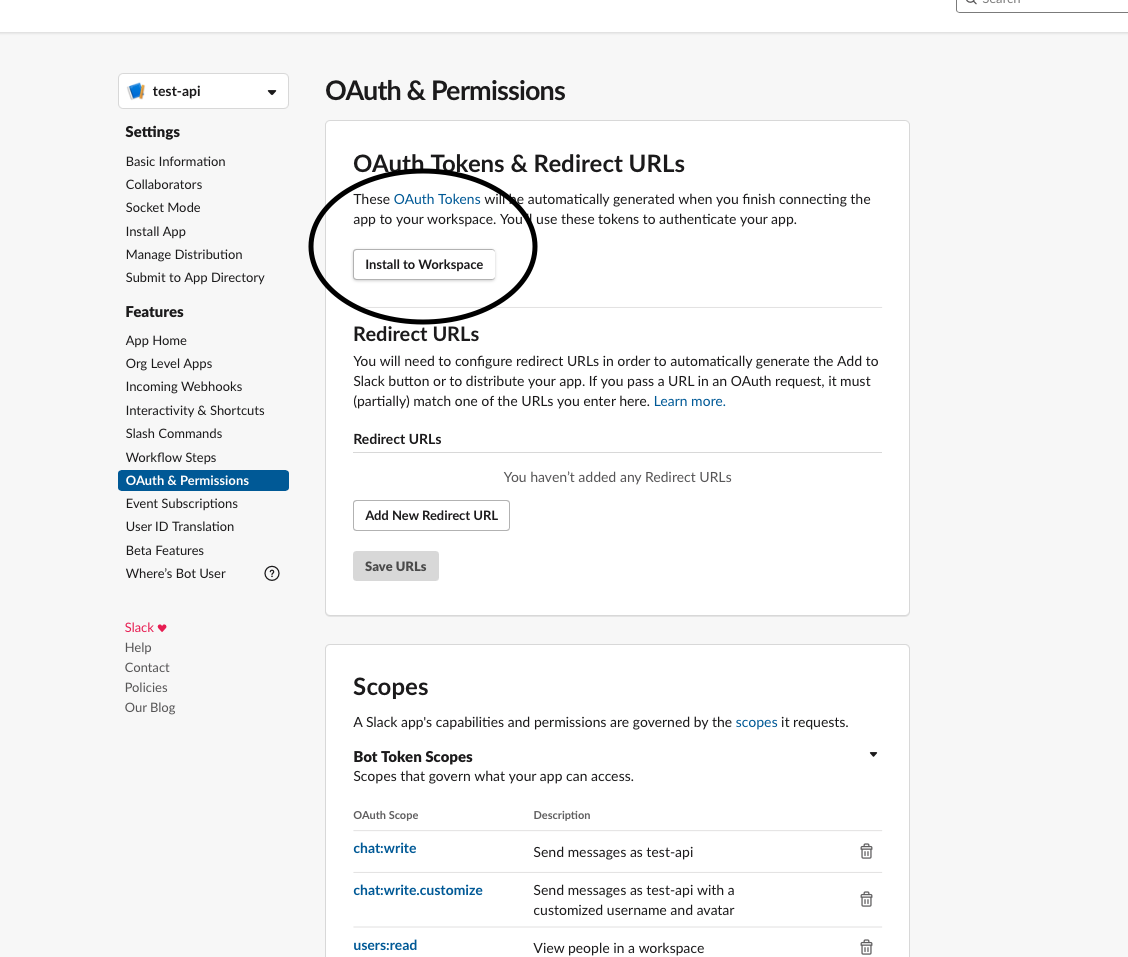 Search
test-api
Settings
Basic Information
Collaborators
Socket Mode
Install App
Manage Distribution
Submit to App Directory
Features
App Home
Org Level Apps
Incoming Webhooks
Interactivity & Shortcuts
Slash Commands
Workflow Steps
OAuth & Permissions
Event Subscriptions
User ID Translation
Beta Features
Where's Bot User ?
Slack ♥
Help
Contact
Policies
Our Blog
OAuth & Permissions
OAuth Tokens & Redirect URLs
These OAuth Tokens will be automatically generated when you finish connecting the
app to your workspace. You'll use these tokens to authenticate your app.
Install to Workspace
Redirect URLs
You will need to configure redirect URLs in order to automatically generate the Add to
Slack button or to distribute your app. If you pass a URL in an OAuth request, it must
(partially) match one of the URLs you enter here. Learn more.
Redirect URLs
You haven't added any Redirect URLs
Add New Redirect URL
Save URLs
Scopes
A Slack app's capabilities and permissions are governed by the scopes it requests.
Bot Token Scopes
Scopes that govern what your app can access.
OAuth Scope Description
chat:write Send messages as test-api
chat:write.customize Send messages as test-api with a
customized username and avatar
users:read View people in a workspace